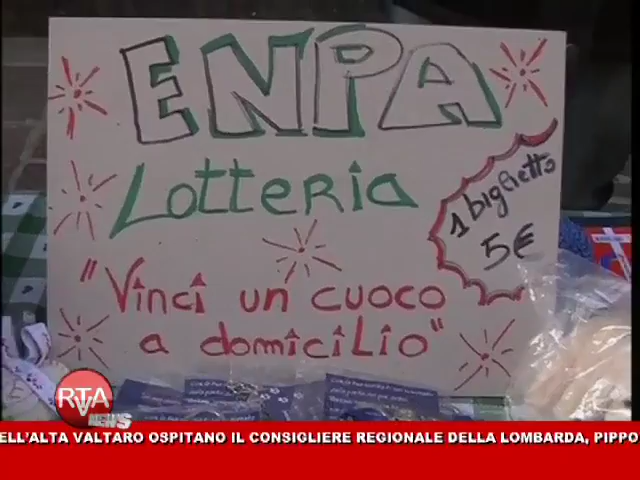 ENPA
Lotteria
1 biglietto
5€
"Vinci un cuoco
a domicilio"
RTA
NEWS
ELL'ALTA VALTARO OSPITANO IL CONSIGLIERE REGIONALE DELLA LOMBARDA, PIPPO